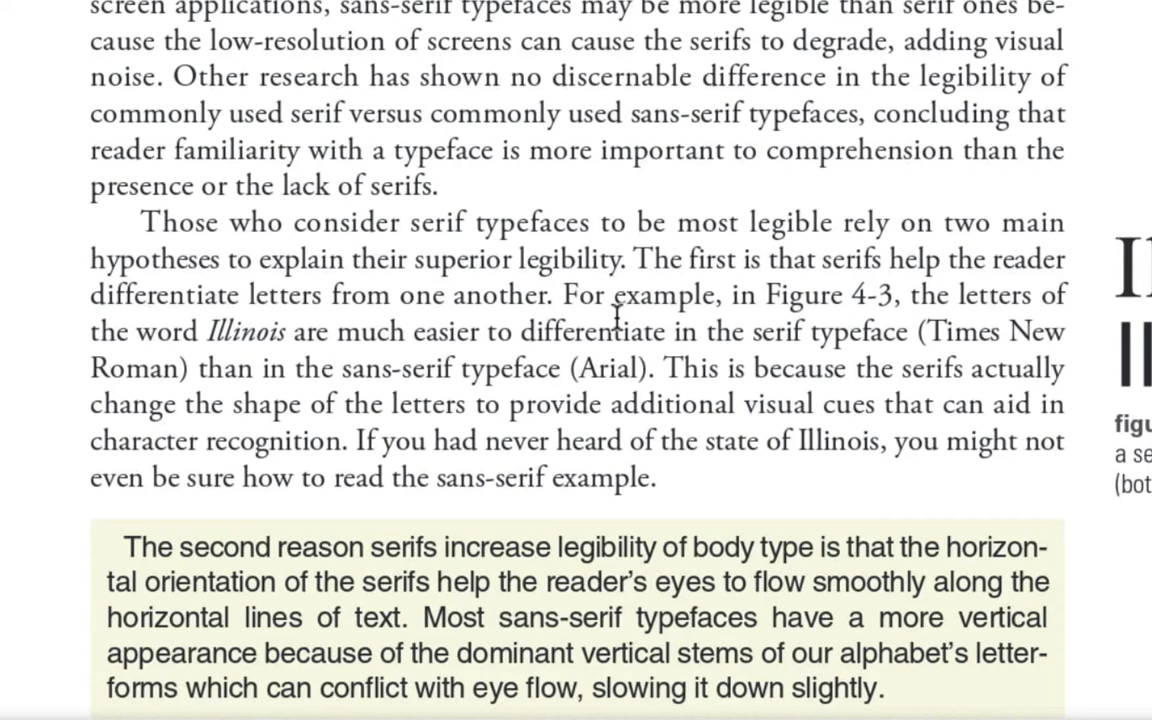 screen applications, sans-serif typefaces may be more legible than serif ones be-
cause the low-resolution of screens can cause the serifs to degrade, adding visual
noise. Other research has shown no discernable difference in the legibility of
commonly used serif versus commonly used sans-serif typefaces, concluding that
reader familiarity with a typeface is more important to comprehension than the
presence or the lack of serifs.
Those who consider serif typefaces to be most legible rely on two main
hypotheses to explain their superior legibility. The first is that serifs help the reader
differentiate letters from one another. For example, in Figure 4-3, the letters of
the word Illinois are much easier to differentiate in the serif typeface (Times New
Roman) than in the sans-serif typeface (Arial). This is because the serifs actually
change the shape of the letters to provide additional visual cues that can aid in
character recognition. If you had never heard of the state of Illinois, you might not
even be sure how to read the sans-serif example.
The second reason serifs increase legibility of body type is that the horizon-
tal orientation of the serifs help the reader's eyes to flow smoothly along the
horizontal lines of text. Most sans-serif typefaces have a more vertical
appearance because of the dominant vertical stems of our alphabet's letter-
forms which can conflict with eye flow, slowing it down slightly.
Il
Il
figu
a se
(bot